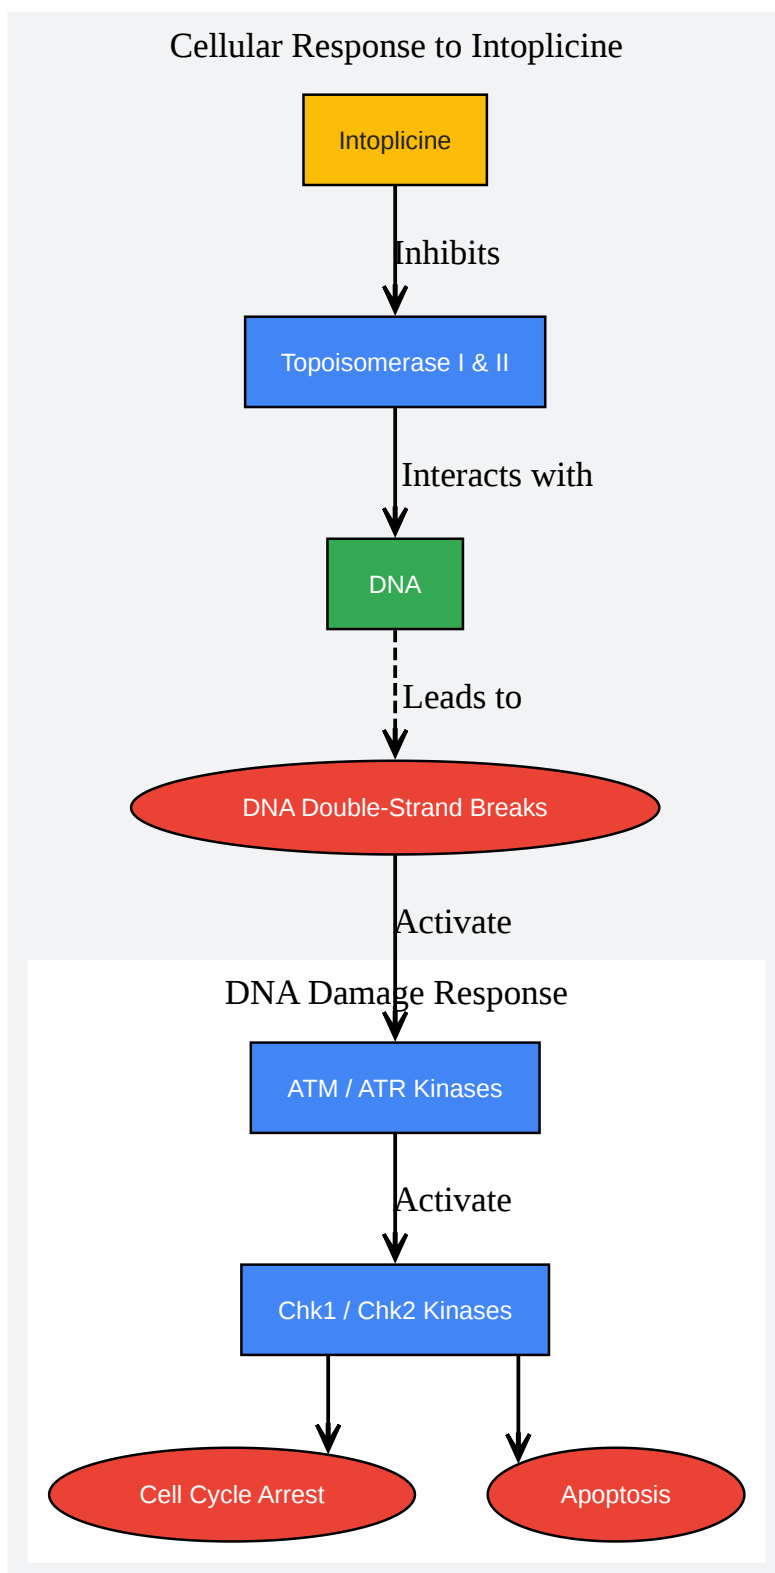 Cellular Response to Intoplicine
Intoplicine
Inhibits
Topoisomerase I & II
Interacts with
DNA
Leads to
DNA Double-Strand Breaks
Activate
DNA Damage Response
ATM / ATR Kinases
Activate
Chk1 / Chk2 Kinases
Cell Cycle Arrest
Apoptosis